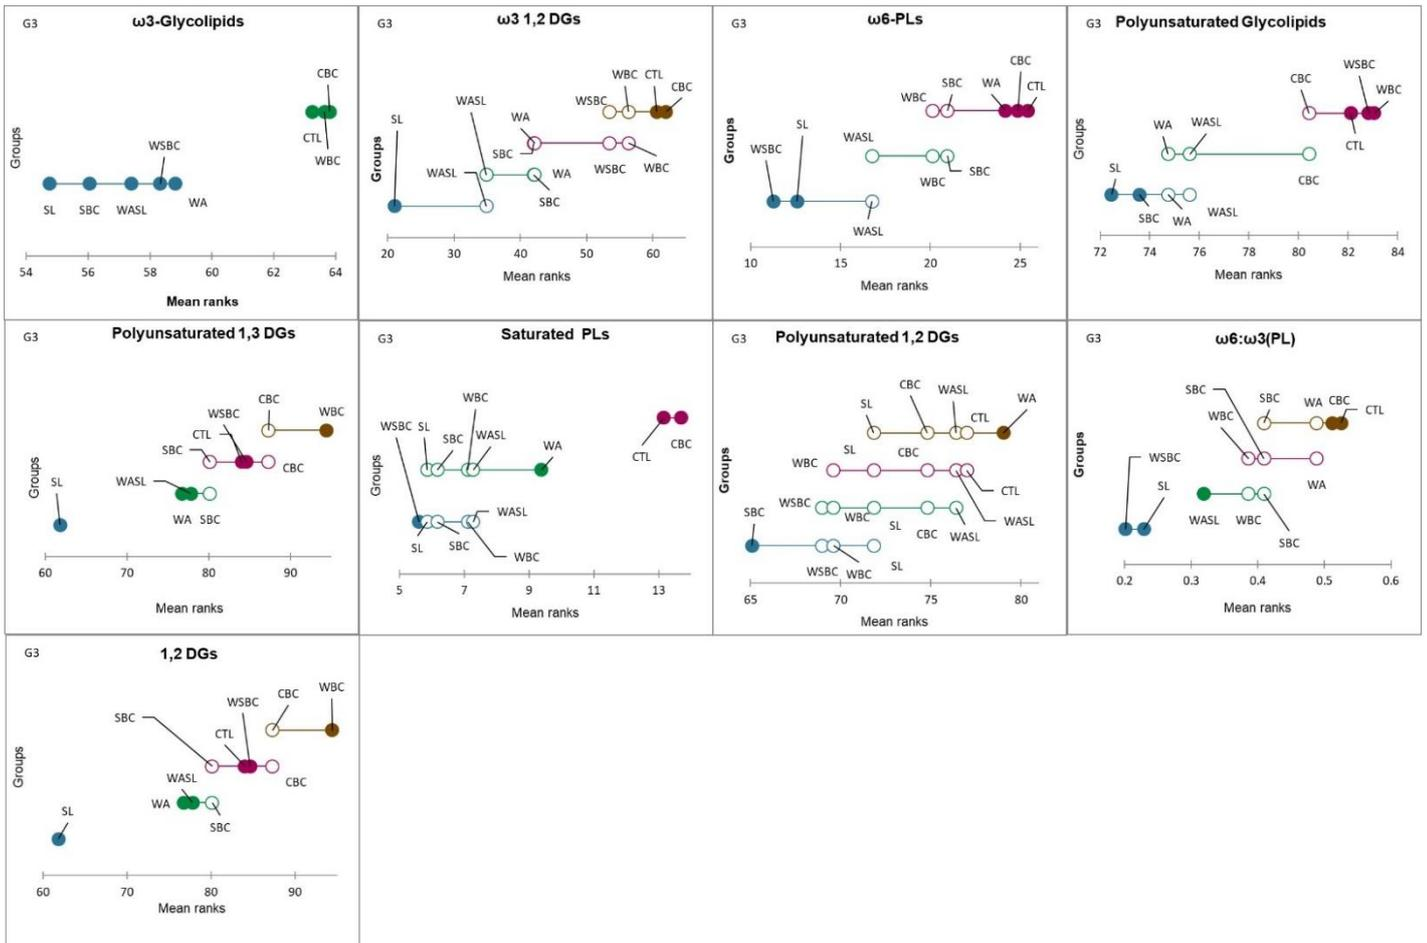 G3
ω3-Glycolipids
CBC
CTL
WBC
WSBC
SL
SBC
WASL
WA
Groups
54
56
58
60
62
64
Mean ranks
G3
ω3 1,2 DGs
WBC
CTL
CBC
WSBC
WASL
WA
SL
SBC
WASL
WA
WSBC
WBC
SBC
Groups
20
30
40
50
60
Mean ranks
G3
ω6-PLs
CBC
SBC
WA
CTL
WBC
SL
WASL
WSBC
SBC
WBC
WASL
Groups
10
15
20
25
Mean ranks
G3
Polyunsaturated Glycolipids
WSBC
CBC
WBC
WA
WASL
CTL
SL
CBC
SBC
WA
WASL
Groups
72
74
76
78
80
82
84
Mean ranks
G3
Polyunsaturated 1,3 DGs
CBC
WBC
WSBC
CTL
SBC
CBC
WASL
SL
WA
SBC
Groups
60
70
80
90
Mean ranks
G3
Saturated PLs
WBC
WSBC
SL
SBC
WASL
WA
CTL
CBC
WASL
SL
SBC
WBC
Groups
5
7
9
11
13
Mean ranks
G3
Polyunsaturated 1,2 DGs
CBC
WASL
WA
SL
CTL
SL
CBC
WBC
CTL
WSBC
WBC
SL
WASL
SBC
CBC
WASL
WSBC
WBC
SL
Groups
65
70
75
80
Mean ranks
G3
ω6:ω3(PL)
SBC
SBC
WA
CBC
CTL
WBC
WSBC
SL
WA
WASL
WBC
SBC
Groups
0.2
0.3
0.4
0.5
0.6
Mean ranks
G3
1,2 DGs
WBC
CBC
WSBC
SBC
CTL
CBC
WASL
WA
SBC
SL
Groups
60
70
80
90
Mean ranks